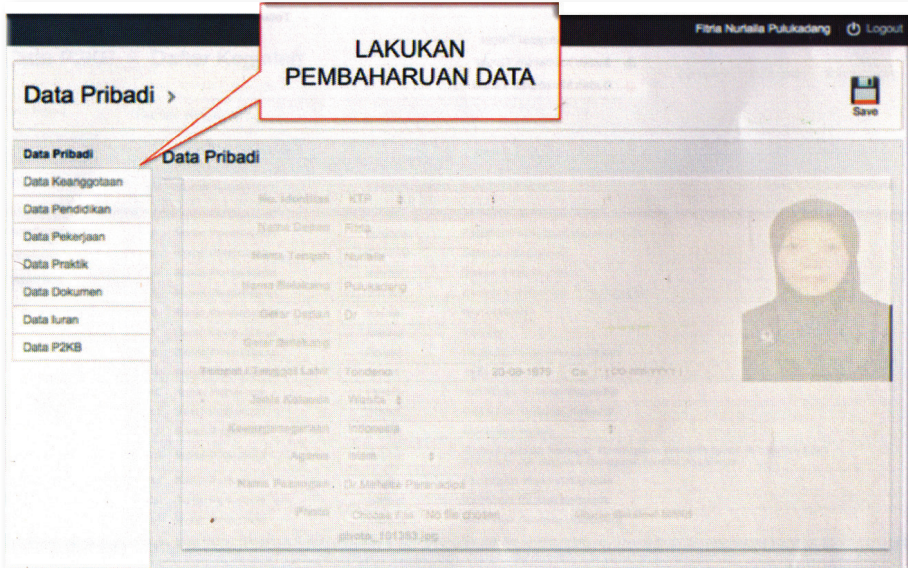 Fitria Nurlaila Pulukadang Logout
LAKUKAN
PEMBAHARUAN DATA
Data Pribadi >
Save
Data Pribadi
Data Keanggotaan
Data Pendidikan
Data Pekerjaan
Data Praktik
Data Dokumen
Data Iuran
Data P2KB
Data Pribadi
No. Identitas KTP
Nama Depan Fitria
Nama Tengah Nurlaila
Nama Belakang Pulukadang
Gelar Depan Dr
Gelar Belakang
Tempat / Tanggal Lahir 20-08-1979
Jenis Kelamin Wanita
Kewarganegaraan Indonesia
Agama Islam
Nama Pasangan
Photo Choose File No file chosen